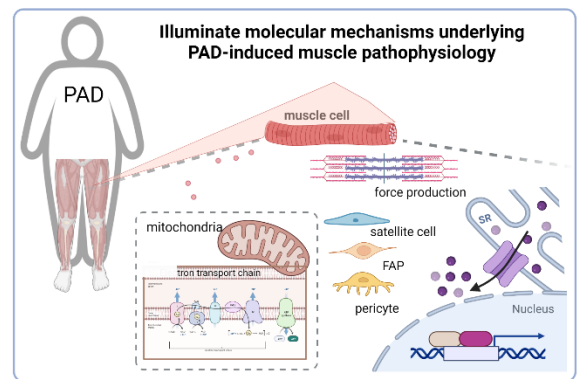 Illuminate molecular mechanisms underlying
PAD-induced muscle pathophysiology
PAD
muscle cell
force production
mitochondria
tron transport chain
satellite cell
FAP
pericyte
SR
Nucleus